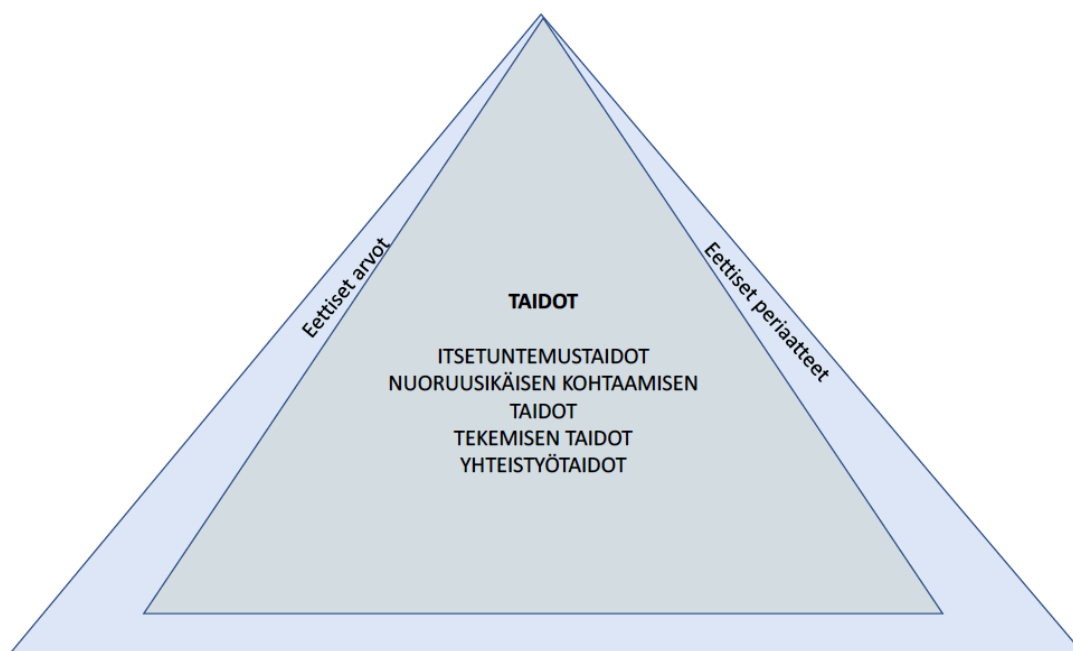 Eettiset arvot
Eettiset periaatteet
TAIDOT
ITSETUNTEMUSTAIDOT
NUORUUSIKÄISEN KOHTAAMISEN
TAIDOT
TEKEMISEN TAIDOT
YHTEISTYÖTAIDOT